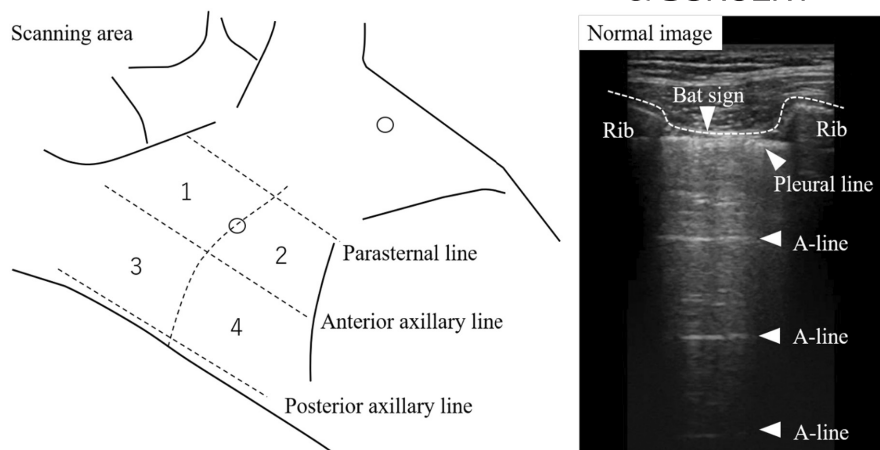 Scanning area
1
2
3
4
Parasternal line
Anterior axillary line
Posterior axillary line
Normal image
Bat sign
Rib
Rib
Pleural line
A-line
A-line
A-line